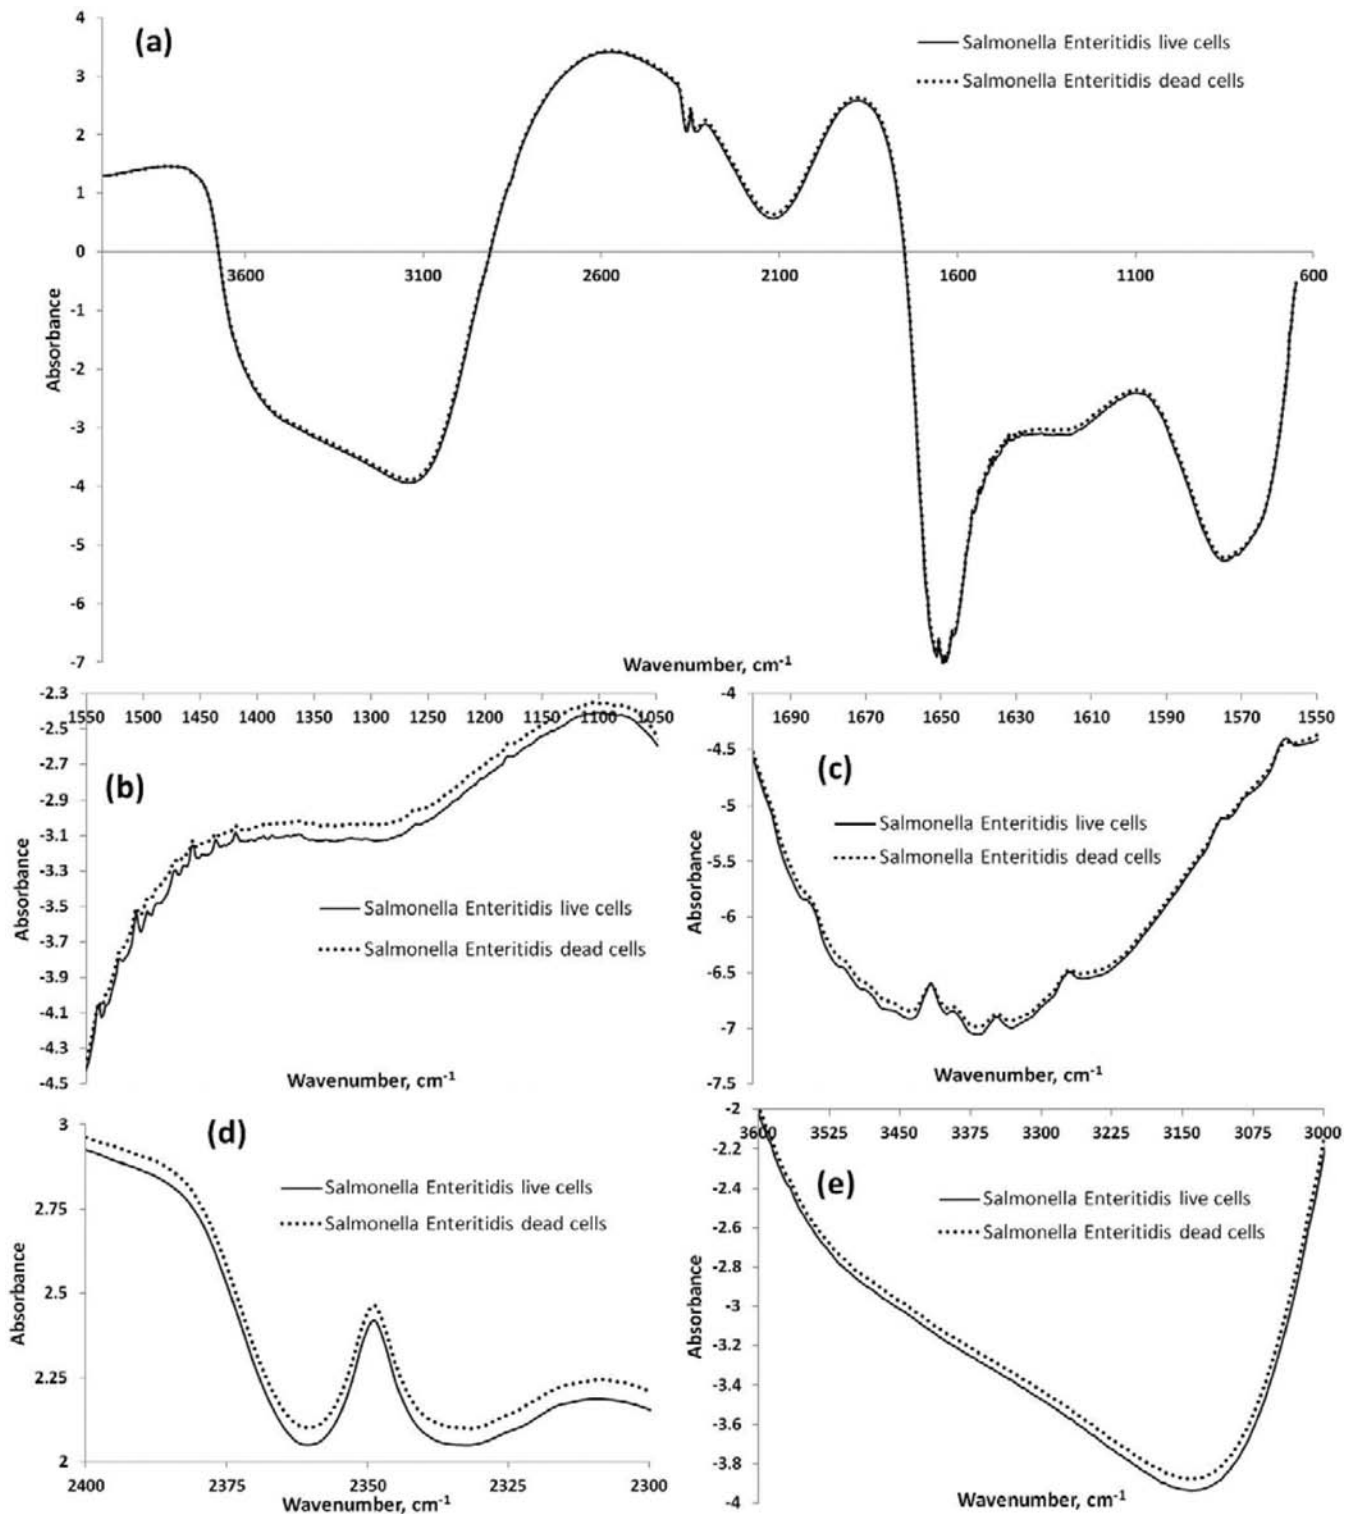 (a)
Salmonella Enteritidis live cells
Salmonella Enteritidis dead cells
4
3
2
1
0
-1
-2
-3
-4
-5
-6
-7
Absorbance
3600 3100 2600 2100 21600 1100 600
Wavenumber, cm-1
(b)
-2.3
-2.5
-2.7
-2.9
-3.1
-3.3
-3.5
-3.7
-3.9
-4.1
-4.3
-4.5
1550 1500 1450 1400 1350 1300 1250 1200 1150 1100 1050
Absorbance
Salmonella Enteritidis live cells
Salmonella Enteritidis dead cells
Wavenumber, cm-1
(c)
-4
-4.5
-5
-5.5
-6
-6.5
-7
-7.5
1690 1670 1650 1630 1610 1590 1570 1550
Absorbance
Salmonella Enteritidis live cells
Salmonella Enteritidis dead cells
Wavenumber, cm-1
(d)
3
2.75
2.5
2.25
2
Absorbance
Salmonella Enteritidis live cells
Salmonella Enteritidis dead cells
2400 2375 2350 2325 2300
Wavenumber, cm-1
(e)
-2
-2.2
-2.4
-2.6
-2.8
-3
-3.2
-3.4
-3.6
-3.8
-4
3600 3525 3450 3375 3300 3225 3150 3075 3000
Absorbance
Salmonella Enteritidis live cells
Salmonella Enteritidis dead cells
Wavenumber, cm-1